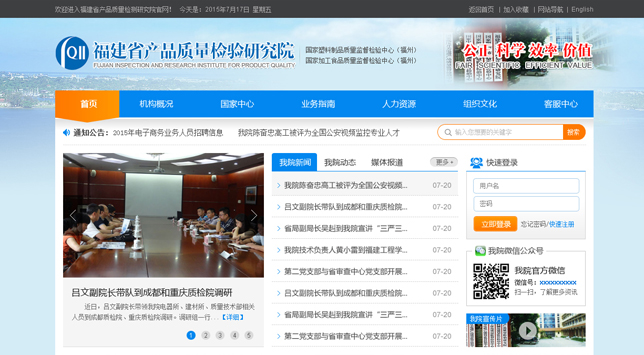 欢迎进入福建省产品质量检测研究院官网! 今天是：2015年7月17日 星期五
返回首页 | 加入收藏 | 网站导航 | English
福建省产品质量检验研究院
FUJIAN INSPECTION AND RESEARCH INSTITUTE FOR PRODUCT QUALITY
国家塑料制品质量监督检验中心（福州）
国家加工食品质量监督检验中心（福州）
公正 科学 效率 价值
首页 机构概况 国家中心 业务指南 人力资源 组织文化 客服中心
通知公告： 2015年电子商务业务人员招聘信息 我院陈奋忠高工被评为全国公安视频监控专业人才
输入您想要的关键字 搜索
吕文副院长带队到成都和重庆质检院调研
近日，吕文副院长带领我院电器所、建材所、质量技术部相关
人员到成都质检院、重庆质检院调研，调研组一行...【详细】
1 2 3 4 5
我院新闻 我院动态 媒体报道 更多+
我院陈奋忠高工被评为全国公安视频... 07-20
吕文副院长带队到成都和重庆质检院... 07-20
省局副局长吴赵到我院宣讲“三严三... 07-20
我院技术负责人黄小雷到福建工程学... 07-20
第二党支部与省审查中心党支部开展... 07-20
吕文副院长带队到成都和重庆质检院... 07-20
省局副局长吴赵到我院宣讲“三严三... 07-20
第二党支部与省审查中心党支部开展... 07-20
快速登录
用户名
密码
立即登录 忘记密码/快速注册
我院微信公众号
我院官方微信
微信号：xxxxxxxxxx
扫一扫，了解更多资讯
我院宣传片